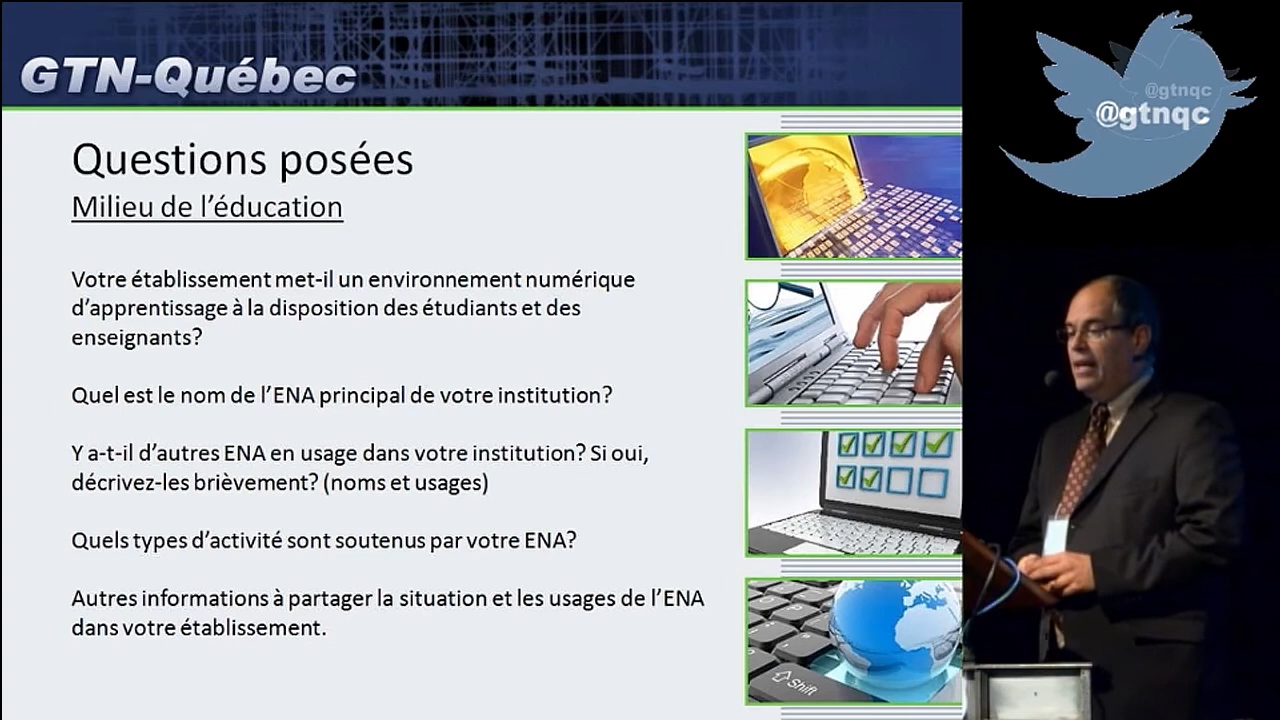 GTN-Québec
Questions posées
Milieu de l'éducation
Votre établissement met-il un environnement numérique
d'apprentissage à la disposition des étudiants et des
enseignants?
Quel est le nom de l'ENA principal de votre institution?
Y a-t-il d'autres ENA en usage dans votre institution? Si oui,
décrivez-les brièvement? (noms et usages)
Quels types d'activité sont soutenus par votre ENA?
Autres informations à partager la situation et les usages de l'ENA
dans votre établissement.
Shift
@gtnqc
@gtnqc